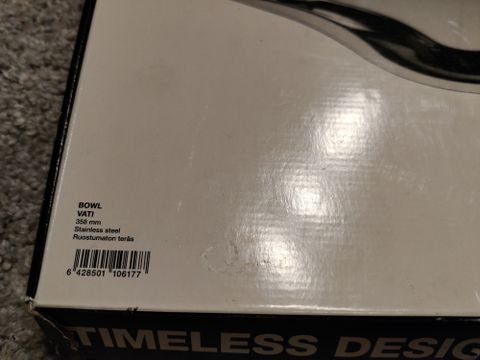 BOWL
VATI
356 mm
Stainless steel
Ruostumaton teräs
6 428501 106177
TIMELESS DESIG